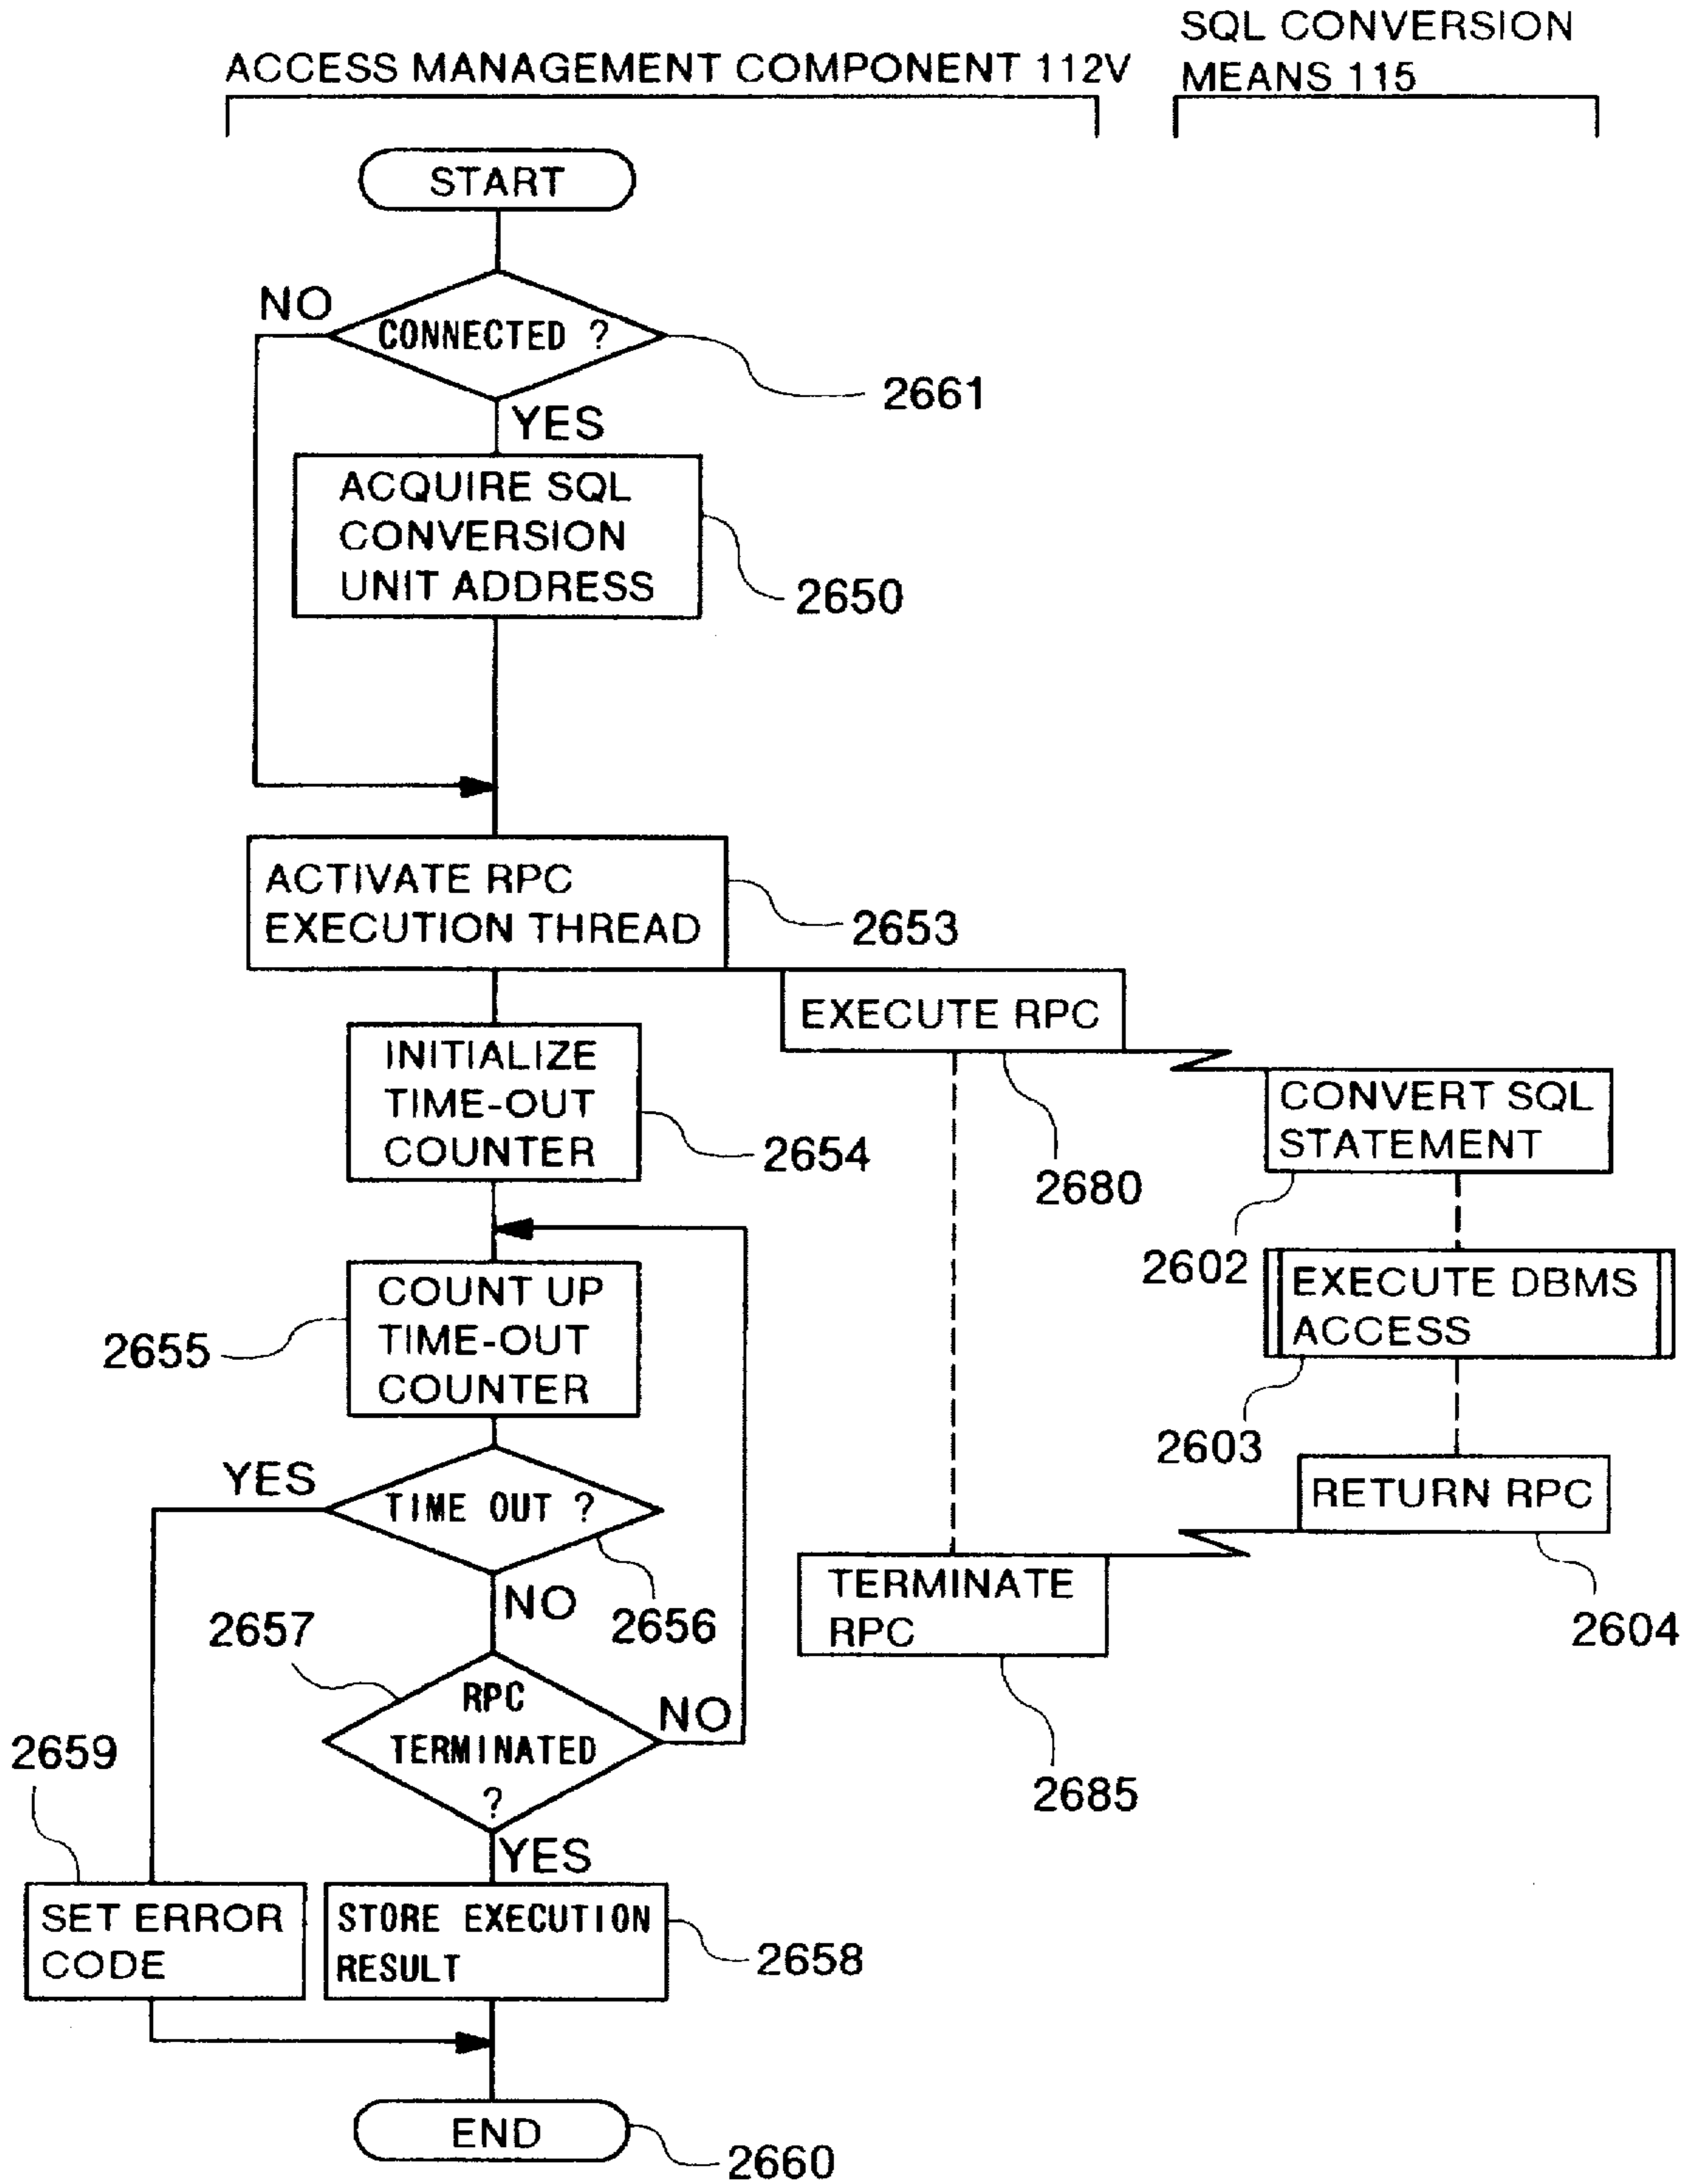 ACCESS MANAGEMENT COMPONENT 112V
SQL CONVERSION
MEANS 115
START
NO
CONNECTED ?
2661
YES
ACQUIRE SQL
CONVERSION
UNIT ADDRESS
2650
ACTIVATE RPC
EXECUTION THREAD
2653
EXECUTE RPC
2680
INITIALIZE
TIME-OUT
COUNTER
2654
CONVERT SQL
STATEMENT
2602
COUNT UP
TIME-OUT
COUNTER
2655
EXECUTE DBMS
ACCESS
2603
YES
TIME OUT ?
2656
NO
RETURN RPC
2604
TERMINATE
RPC
2685
2657
RPC
TERMINATED
?
NO
YES
2659
SET ERROR
CODE
STORE EXECUTION
RESULT
2658
END
2660